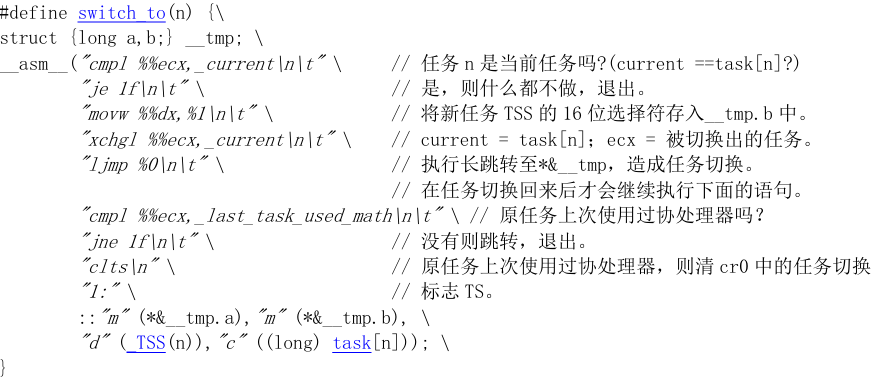 #define switch_to(n) {\
struct {long a,b;} __tmp; \
__asm__("cmpl %%ecx,_current\n\t" \ // 任务 n 是当前任务吗?(current ==task[n]?)
"je 1f\n\t" \ // 是，则什么都不做，退出。
"movw %%dx,%1\n\t" \ // 将新任务 TSS 的 16 位选择符存入__tmp.b 中。
"xchgl %%ecx,_current\n\t" \ // current = task[n]；ecx = 被切换出的任务。
"ljmp %0\n\t" \ // 执行长跳转至*&__tmp，造成任务切换。
// 在任务切换回来后才会继续执行下面的语句。
"cmpl %%ecx,_last_task_used_math\n\t" \ // 原任务上次使用过协处理器吗？
"jne 1f\n\t" \ // 没有则跳转，退出。
"clts\n" \ // 原任务上次使用过协处理器，则清 cr0 中的任务切换
"1:" \ // 标志 TS。
::"m" (*&__tmp.a),"m" (*&__tmp.b), \
"d" (_TSS(n)),"c" ((long) task[n])); \
}